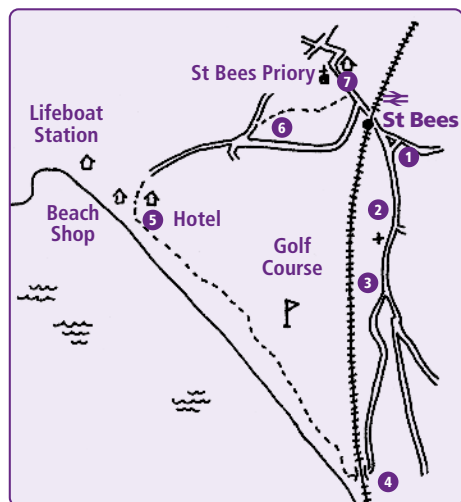 St Bees Priory
7
St Bees
Lifeboat
Station
6
1
Beach
Shop
5
Hotel
2
Golf
Course
3
4